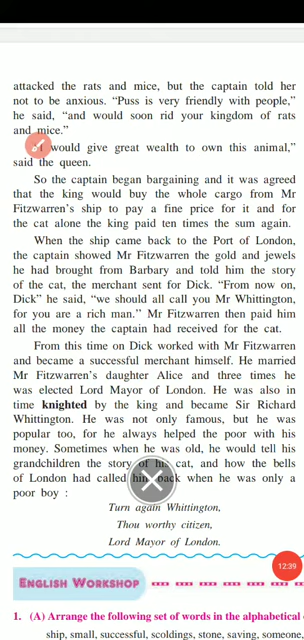 attacked the rats and mice, but the captain told her
not to be anxious. “Puss is very friendly with people,”
he said, “and would soon rid your kingdom of rats
and mice.”
“I would give great wealth to own this animal,”
said the queen.
So the captain began bargaining and it was agreed
that the king would buy the whole cargo from Mr
Fitzwarren’s ship to pay a fine price for it and for
the cat alone the king paid ten times the sum again.
When the ship came back to the Port of London,
the captain showed Mr Fitzwarren the gold and jewels
he had brought from Barbary and told him the story
of the cat, the merchant sent for Dick. “From now on,
Dick” he said, “we should all call you Mr Whittington,
for you are a rich man.” Mr Fitzwarren then paid him
all the money the captain had received for the cat.
From this time on Dick worked with Mr Fitzwarren
and became a successful merchant himself. He married
Mr Fitzwarren’s daughter Alice and three times he
was elected Lord Mayor of London. He was also in
time knighted by the king and became Sir Richard
Whittington. He was not only famous, but he was
popular too, for he always helped the poor with his
money. Sometimes when he was old, he would tell his
grandchildren the story of his cat, and how the bells
of London had called him back when he was only a
poor boy :
Turn again Whittington,
Thou worthy citizen,
Lord Mayor of London.
12:39
ENGLISH WORKSHOP
1. (A) Arrange the following set of words in the alphabetical
ship, small, successful, scoldings, stone, saving, someone,